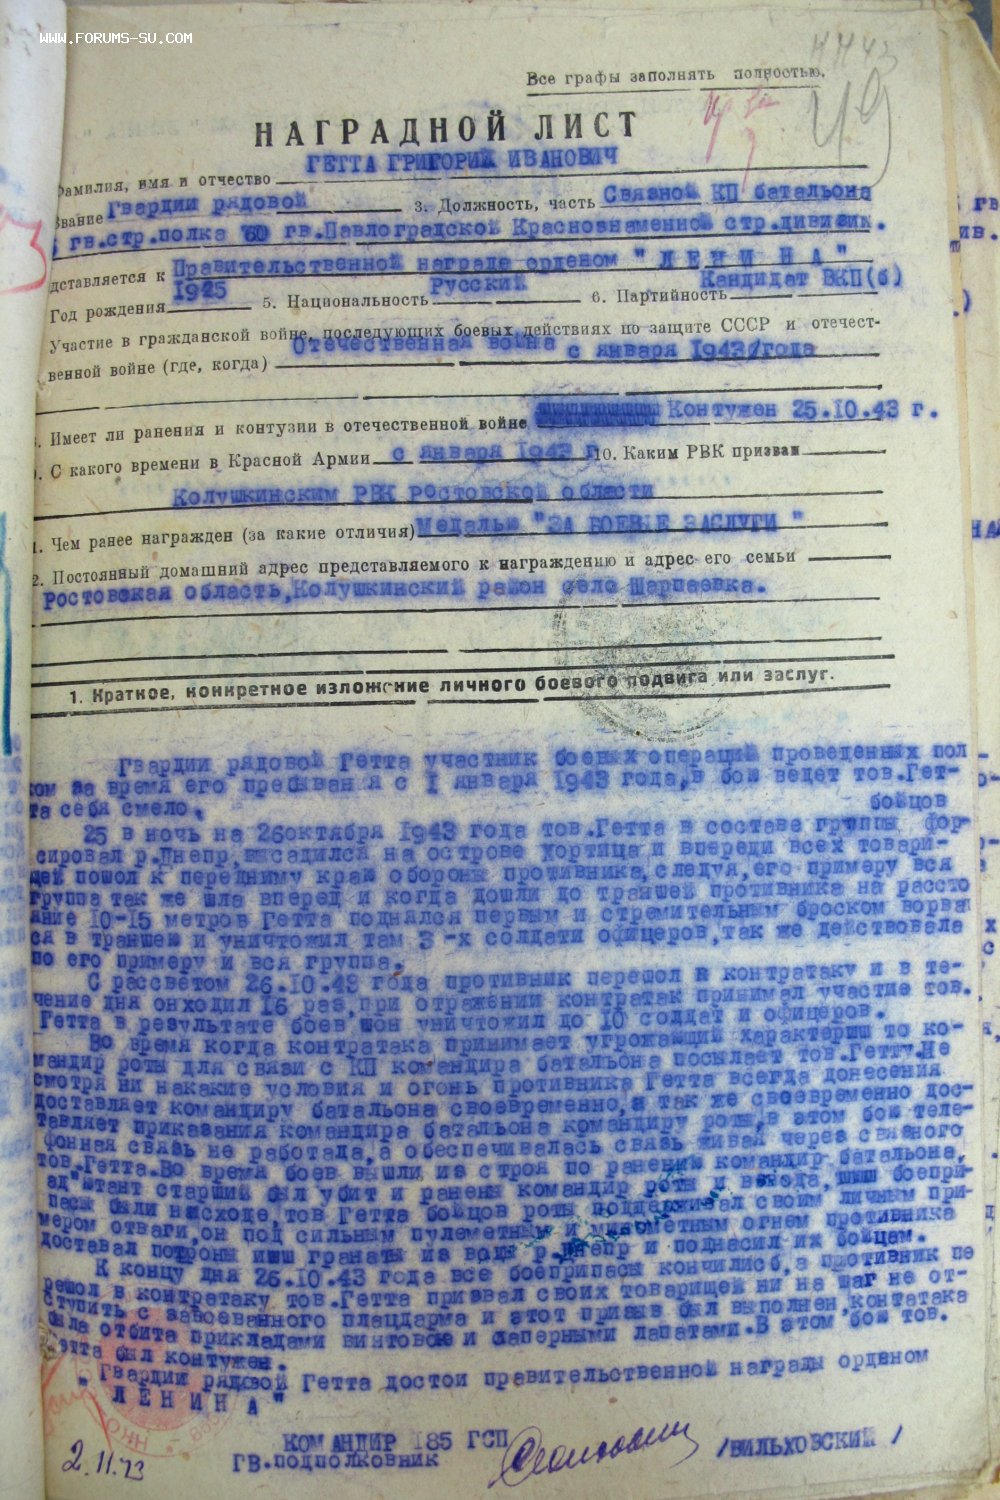 WWW.FORUMS-SU.COM
Все графы заполнять полностью.
НАГРАДНОЙ ЛИСТ
ГЕТТА ГРИГОРИЙ ИВАНОВИЧ
Фамилия, имя и отчество
Звание Гвардии рядовой 3. Должность, часть Связной КП батальона
гв.стр.полка 60 гв.Павлоградской Краснознаменной стр.дивизии.
дставляется к Правительственной награде орденом "ЛЕНИНА"
Год рождения 1925 5. Национальность Русский 6. Партийность Кандидат ВКП(б)
Участие в гражданской войне, последующих боевых действиях по защите СССР и отечест-
венной войне (где, когда) Отечественная война с января 1943 года
Имеет ли ранения и контузии в отечественной войне Контужен 25.10.43 г.
С какого времени в Красной Армии с января 1943 г 10. Каким РВК призван
Колушкинским РВК Ростовской области
1. Чем ранее награжден (за какие отличия) Медалью "ЗА БОЕВЫЕ ЗАСЛУГИ"
2. Постоянный домашний адрес представляемого к награждению и адрес его семьи
Ростовская область,Колушкинский район село Шарпаевка.
1. Краткое, конкретное изложение личного боевого подвига или заслуг.
Гвардии рядовой Гетта участник боевых операций проведенных пол-
ком за время его пребывания с 1 января 1943 года,в бою ведет тов.Гет-
та себя смело.
бойцов
25 в ночь на 26октября 1943 года тов.Гетта в составе группы фор-
сировал р.Днепр,высадился на острове Хортица и впереди всех товари-
щей пошол к переднему краю обороны противника,следуя,его примеру вся
группа так же шла вперед и когда дошли до траншей противника на рассто
яние 10-15 метров Гетта поднялся первым и стремительным броском ворвал
ся в траншею и уничтожил там 3-х солдати офицеров,так же действовала
по его примеру и вся группа.
С рассветом 26.10.43 года противник перешол в контратаку и в те-
чение дня онходил 16 раз,при отражении контратак принимал участие тов.
Гетта в результате боев он уничтожил до 10 солдат и офицеров.
Во время когда контратака принимает угрожающий характер то ко-
мандир роты для связи с КП командира батальона посылает тов.Гетту.Не
смотря ни накакие условия и огонь противника Гетта всегда донесения
доставляет командиру батальона своевременно,а так же своевременно дос-
тавляет приказания командира батальона командиру роты,в этом бою теле-
фонная связь не работала,а обеспечивалась связь живая через связного
тов.Гетта.Во время боев вышли из строя по ранению командир батальона,
ад"ютант старший был убит и ранены командир роты и взвода, боепри-
пасы были наисходе,тов Гетта бойцов роты поддерживал своим личным при-
мером отваги,он под сильным пулеметным и минометным огнем противника
доставал потроны гранаты из воды р.Днепр и подносил их бойцам.
К концу дня 26.10.43 года все боеприпасы кончились,а противник пе
решол в контратаку тов.Гетта призвал своих товарищей ни на шаг не от-
ступить с завоеванного плацдарма и этот призыв был выполнен,контатака
была отбита прикладами винтовок и саперными лапатами.В этом бою тов.
Гетта был контужен.
Гвардии рядовой Гетта достои правительственной награды орденом
"ЛЕНИНА"
КОМАНДИР 185 ГСП
ГВ.ПОДПОЛКОВНИК /ВИЛЬХОВСКИЙ/
2.11.43